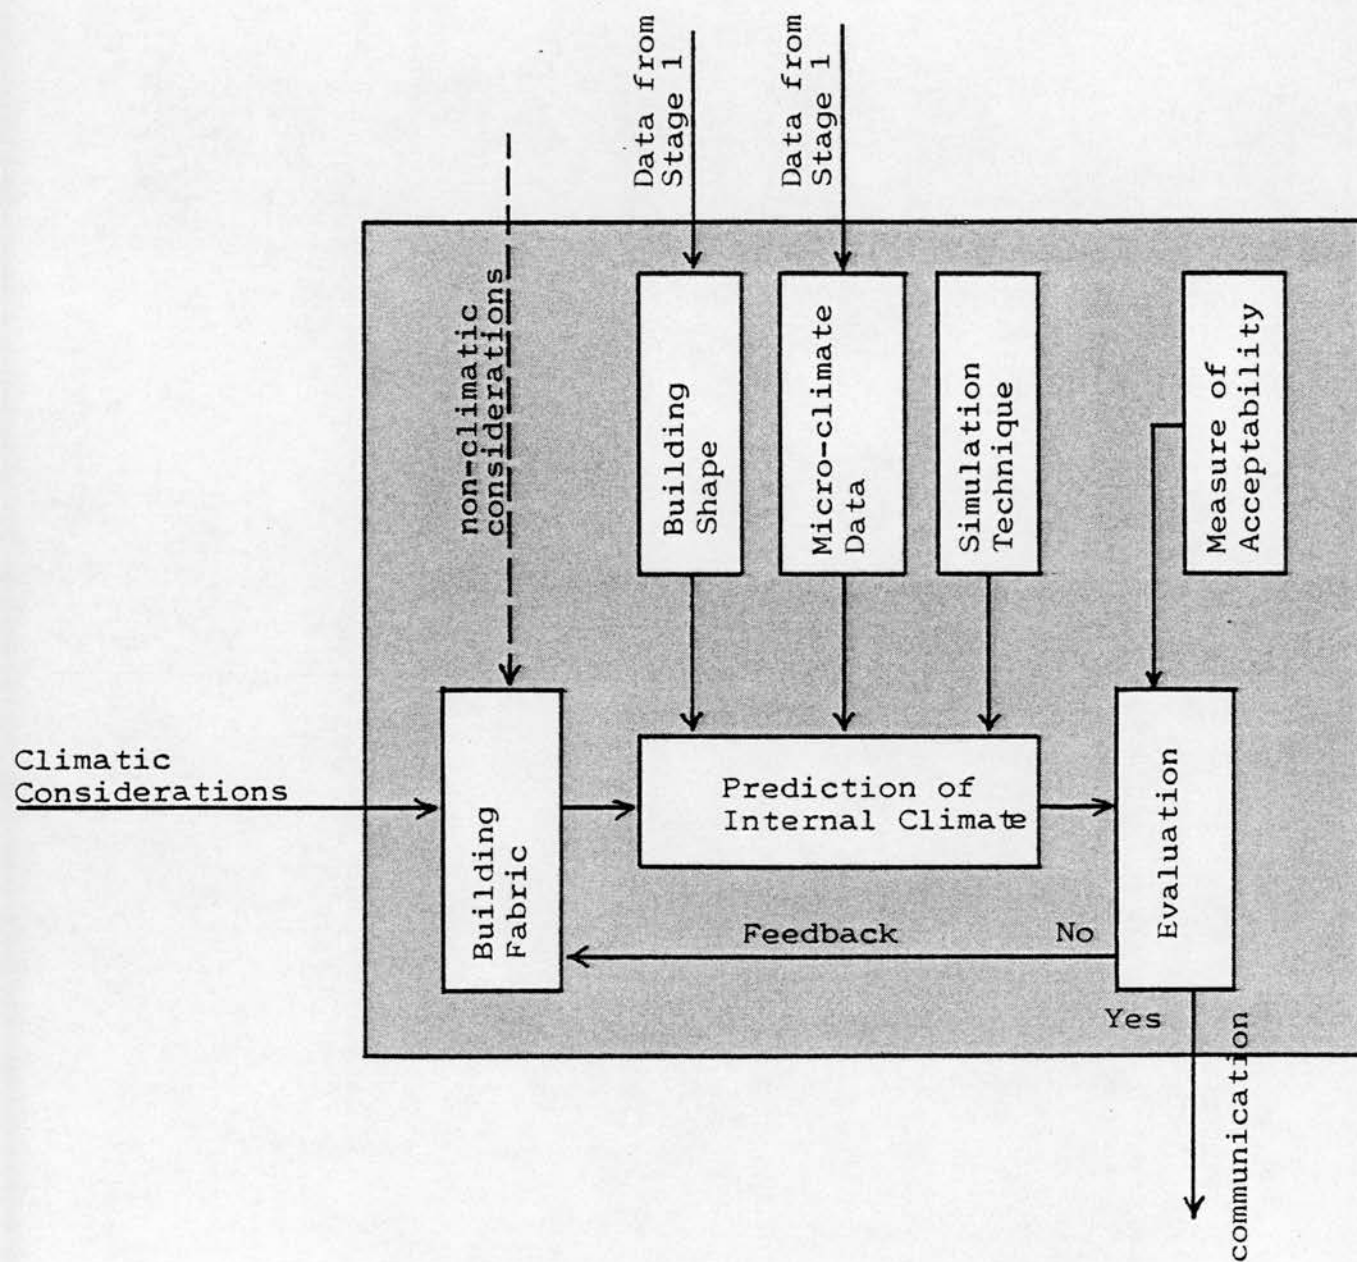 Data from
Stage 1
Data from
Stage 1
non-climatic
considerations
Building
Shape
Micro-climate
Data
Simulation
Technique
Measure of
Acceptability
Climatic
Considerations
Building
Fabric
Prediction of
Internal Climate
Evaluation
Feedback
No
Yes
communication